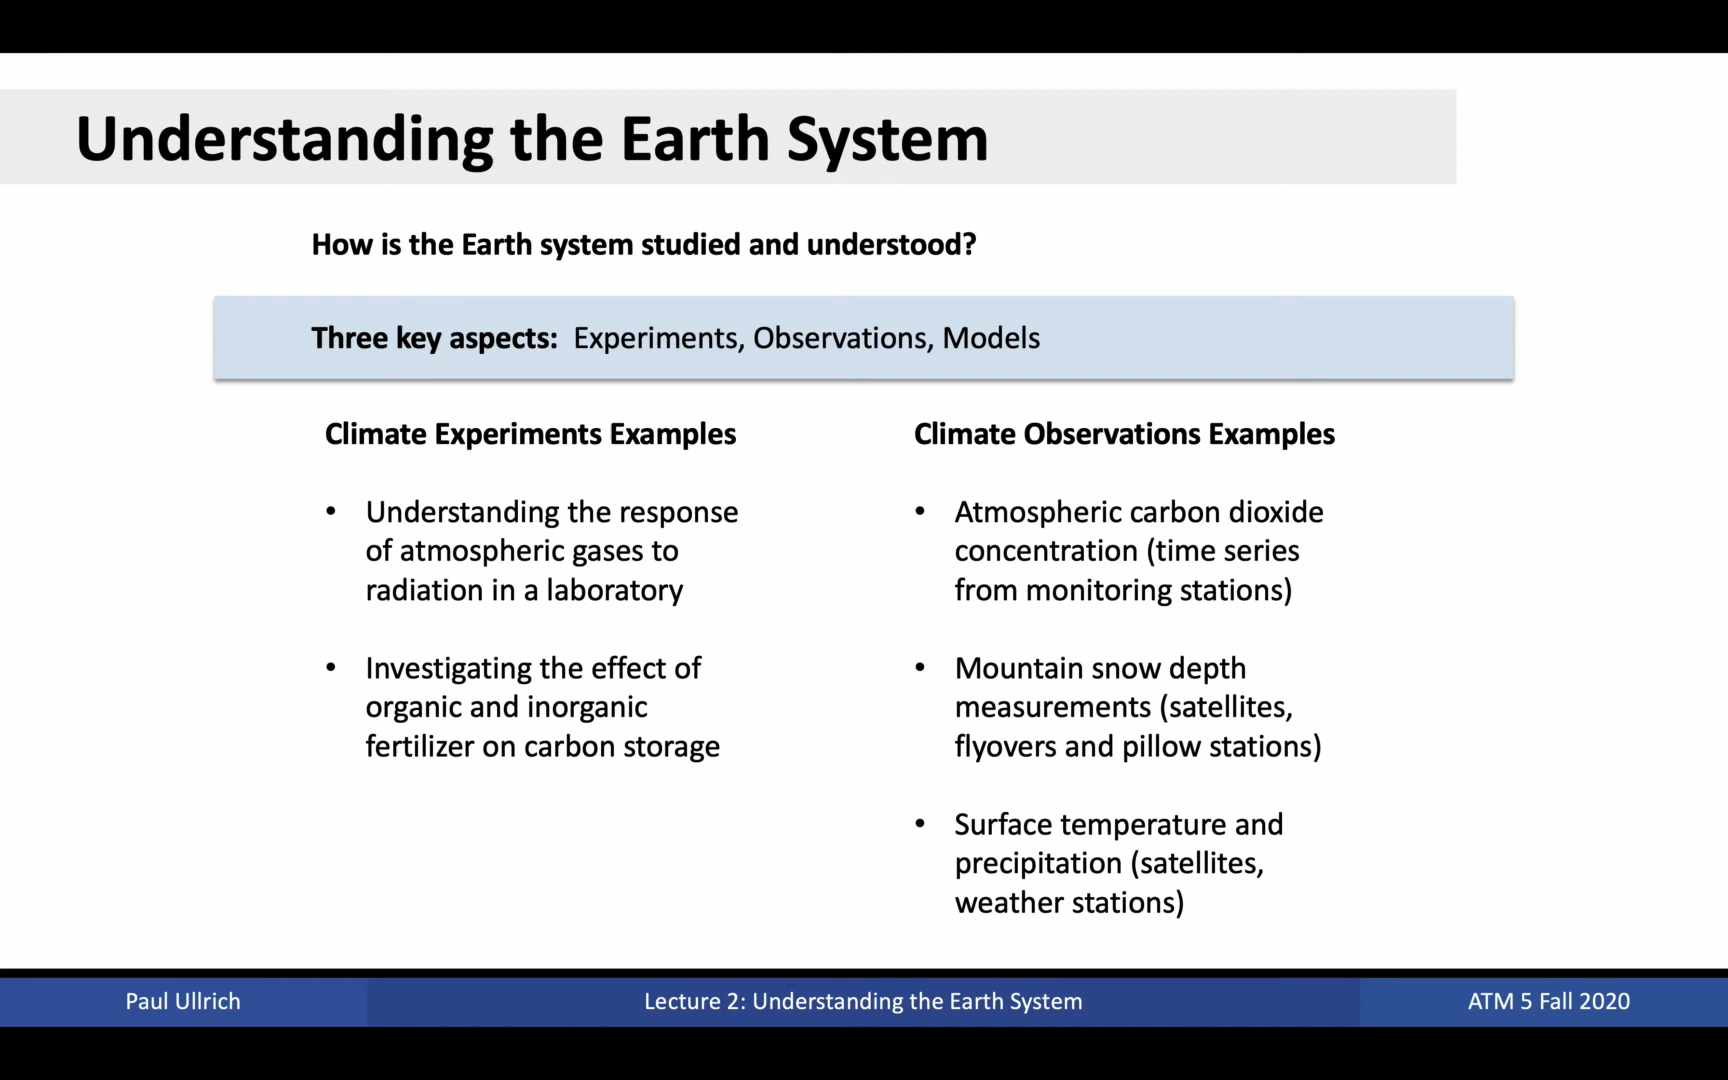 Understanding the Earth System
How is the Earth system studied and understood?
Three key aspects: Experiments, Observations, Models
Climate Experiments Examples
• Understanding the response
of atmospheric gases to
radiation in a laboratory
• Investigating the effect of
organic and inorganic
fertilizer on carbon storage
Climate Observations Examples
• Atmospheric carbon dioxide
concentration (time series
from monitoring stations)
• Mountain snow depth
measurements (satellites,
flyovers and pillow stations)
• Surface temperature and
precipitation (satellites,
weather stations)
Paul Ullrich
Lecture 2: Understanding the Earth System
ATM 5 Fall 2020